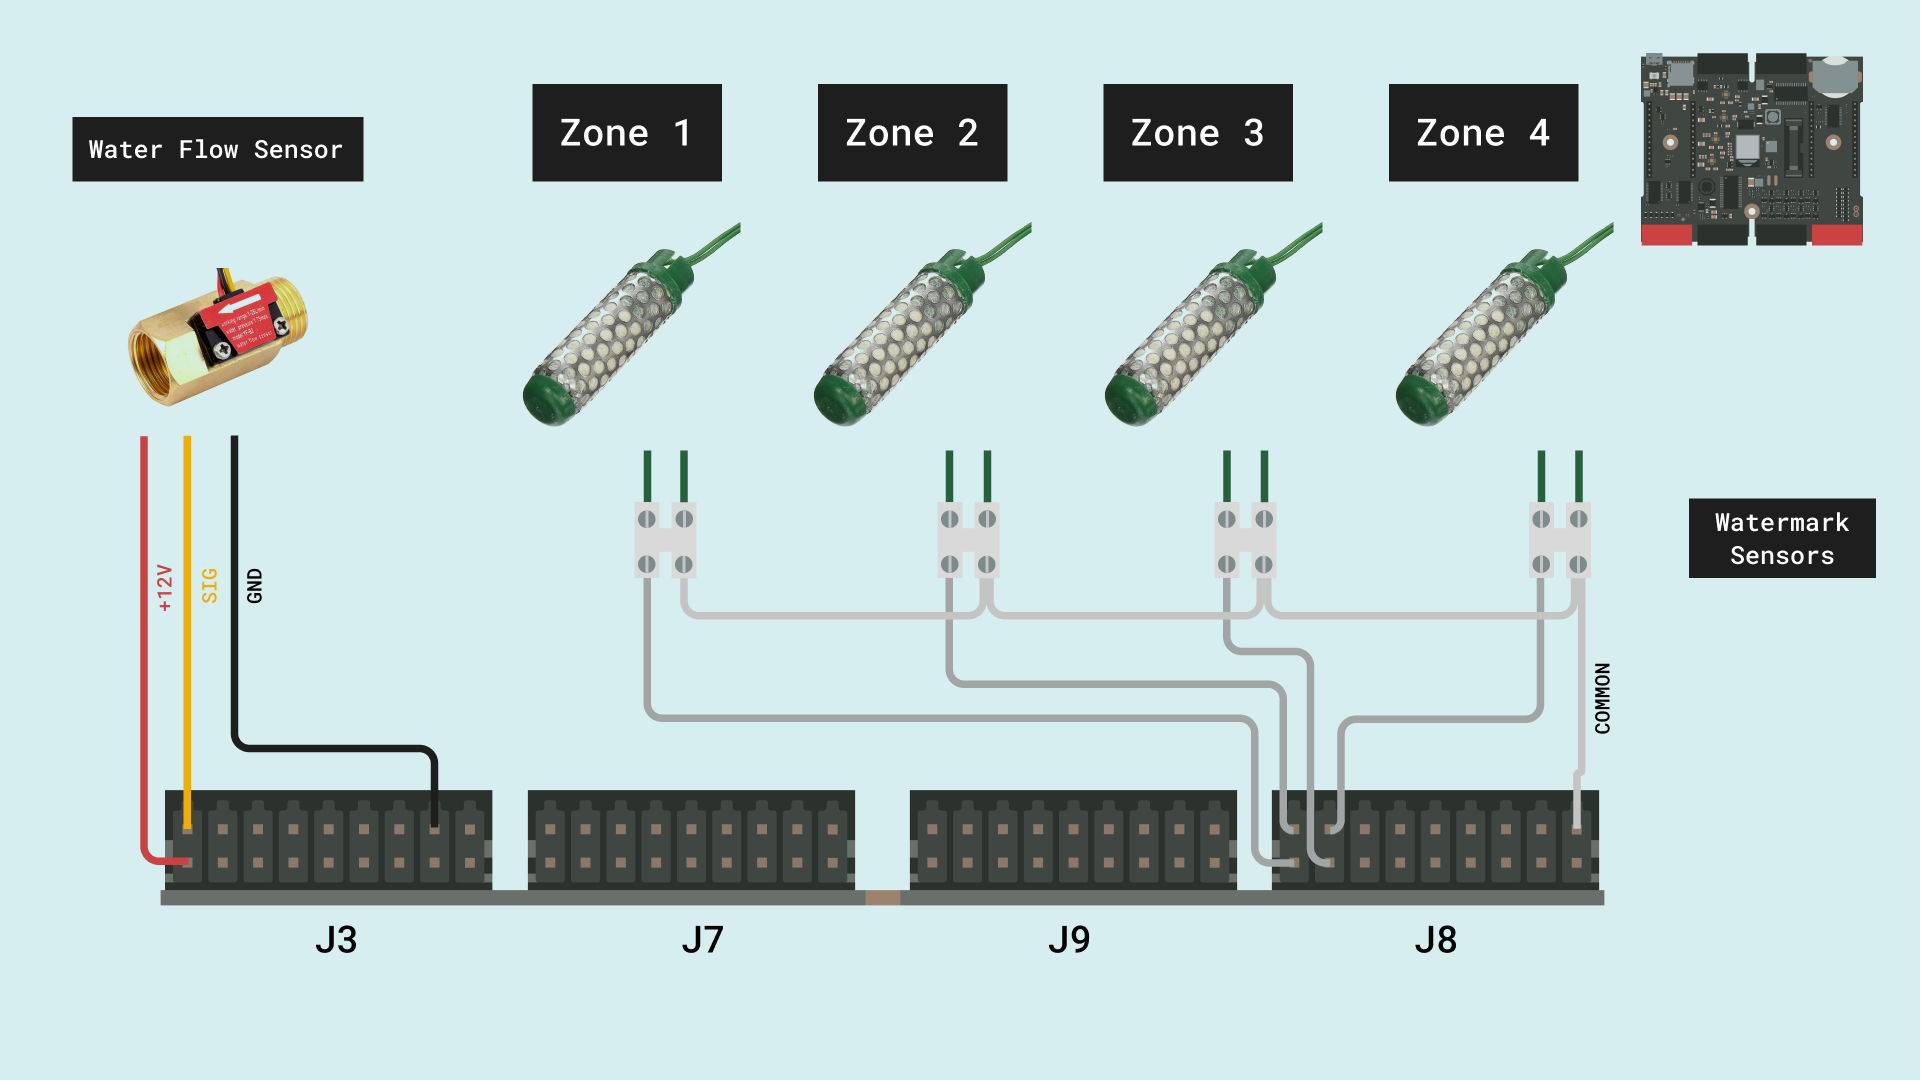 Zone 1
Zone 2
Zone 3
Zone 4
Water Flow Sensor
Watermark
Sensors
+12V
SIG
GND
COMMON
J3
J7
J9
J8